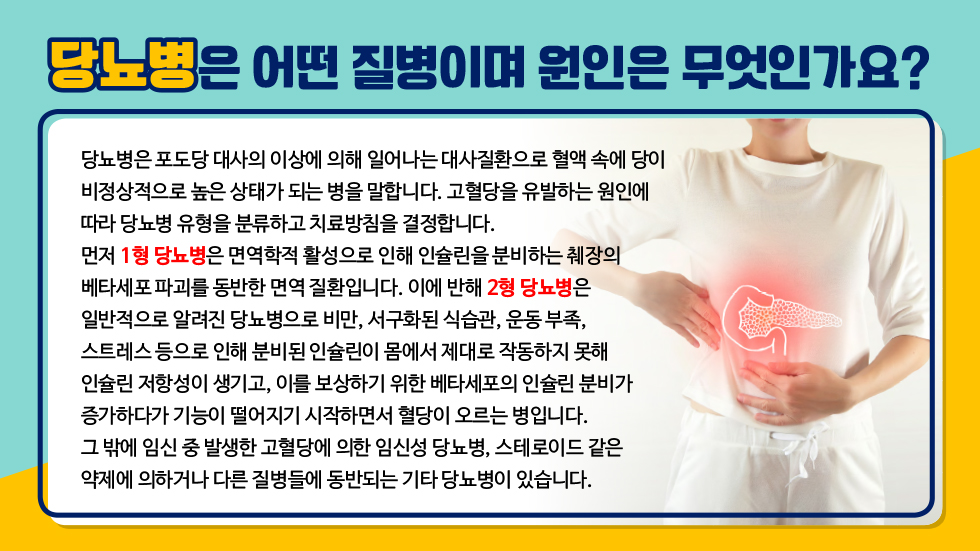 당뇨병은 어떤 질병이며 원인은 무엇인가요?
당뇨병은 포도당 대사의 이상에 의해 일어나는 대사질환으로 혈액 속에 당이
비정상적으로 높은 상태가 되는 병을 말합니다. 고혈당을 유발하는 원인에
따라 당뇨병 유형을 분류하고 치료방침을 결정합니다.
먼저 1형 당뇨병은 면역학적 활성으로 인해 인슐린을 분비하는 췌장의
베타세포 파괴를 동반한 면역 질환입니다. 이에 반해 2형 당뇨병은
일반적으로 알려진 당뇨병으로 비만, 서구화된 식습관, 운동 부족,
스트레스 등으로 인해 분비된 인슐린이 몸에서 제대로 작동하지 못해
인슐린 저항성이 생기고, 이를 보상하기 위한 베타세포의 인슐린 분비가
증가하다가 기능이 떨어지기 시작하면서 혈당이 오르는 병입니다.
그 밖에 임신 중 발생한 고혈당에 의한 임신성 당뇨병, 스테로이드 같은
약제에 의하거나 다른 질병들에 동반되는 기타 당뇨병이 있습니다.